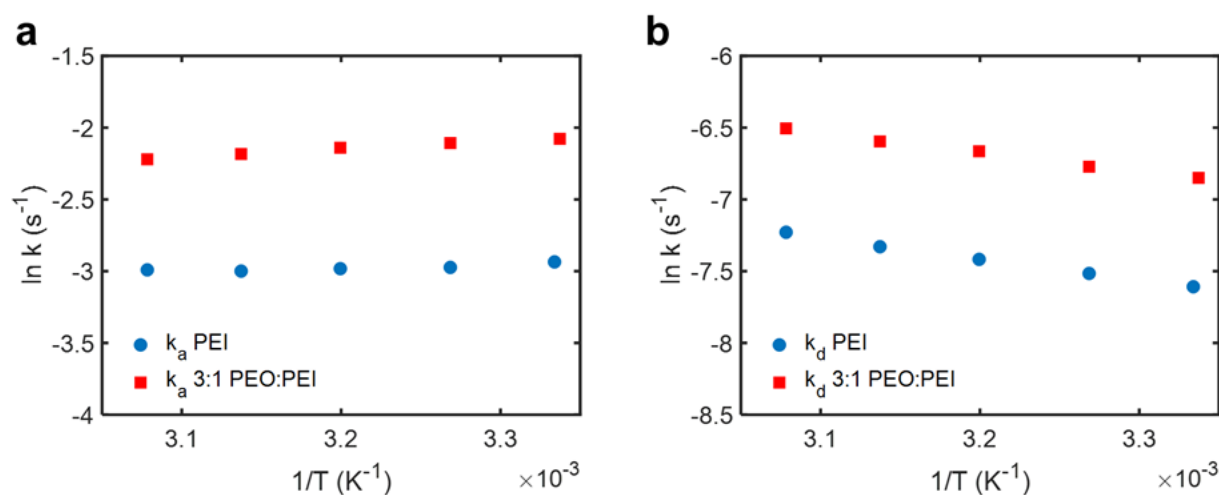 a
-1.5
-2
-2.5
-3
-3.5
-4
ln k (s⁻¹)
kₐ PEI
kₐ 3:1 PEO:PEI
3.1
3.2
3.3
1/T (K⁻¹)
×10⁻³
b
-6
-6.5
-7
-7.5
-8
-8.5
ln k (s⁻¹)
k_d PEI
k_d 3:1 PEO:PEI
3.1
3.2
3.3
1/T (K⁻¹)
×10⁻³